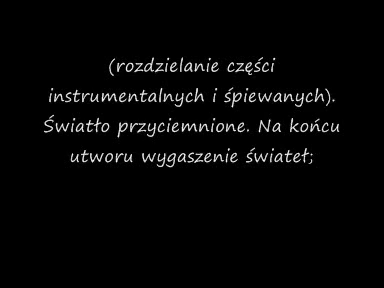 (rozdzielanie części
instrumentalnych i śpiewanych).
Światło przyciemnione. Na końcu
utworu wygaszenie świateł;